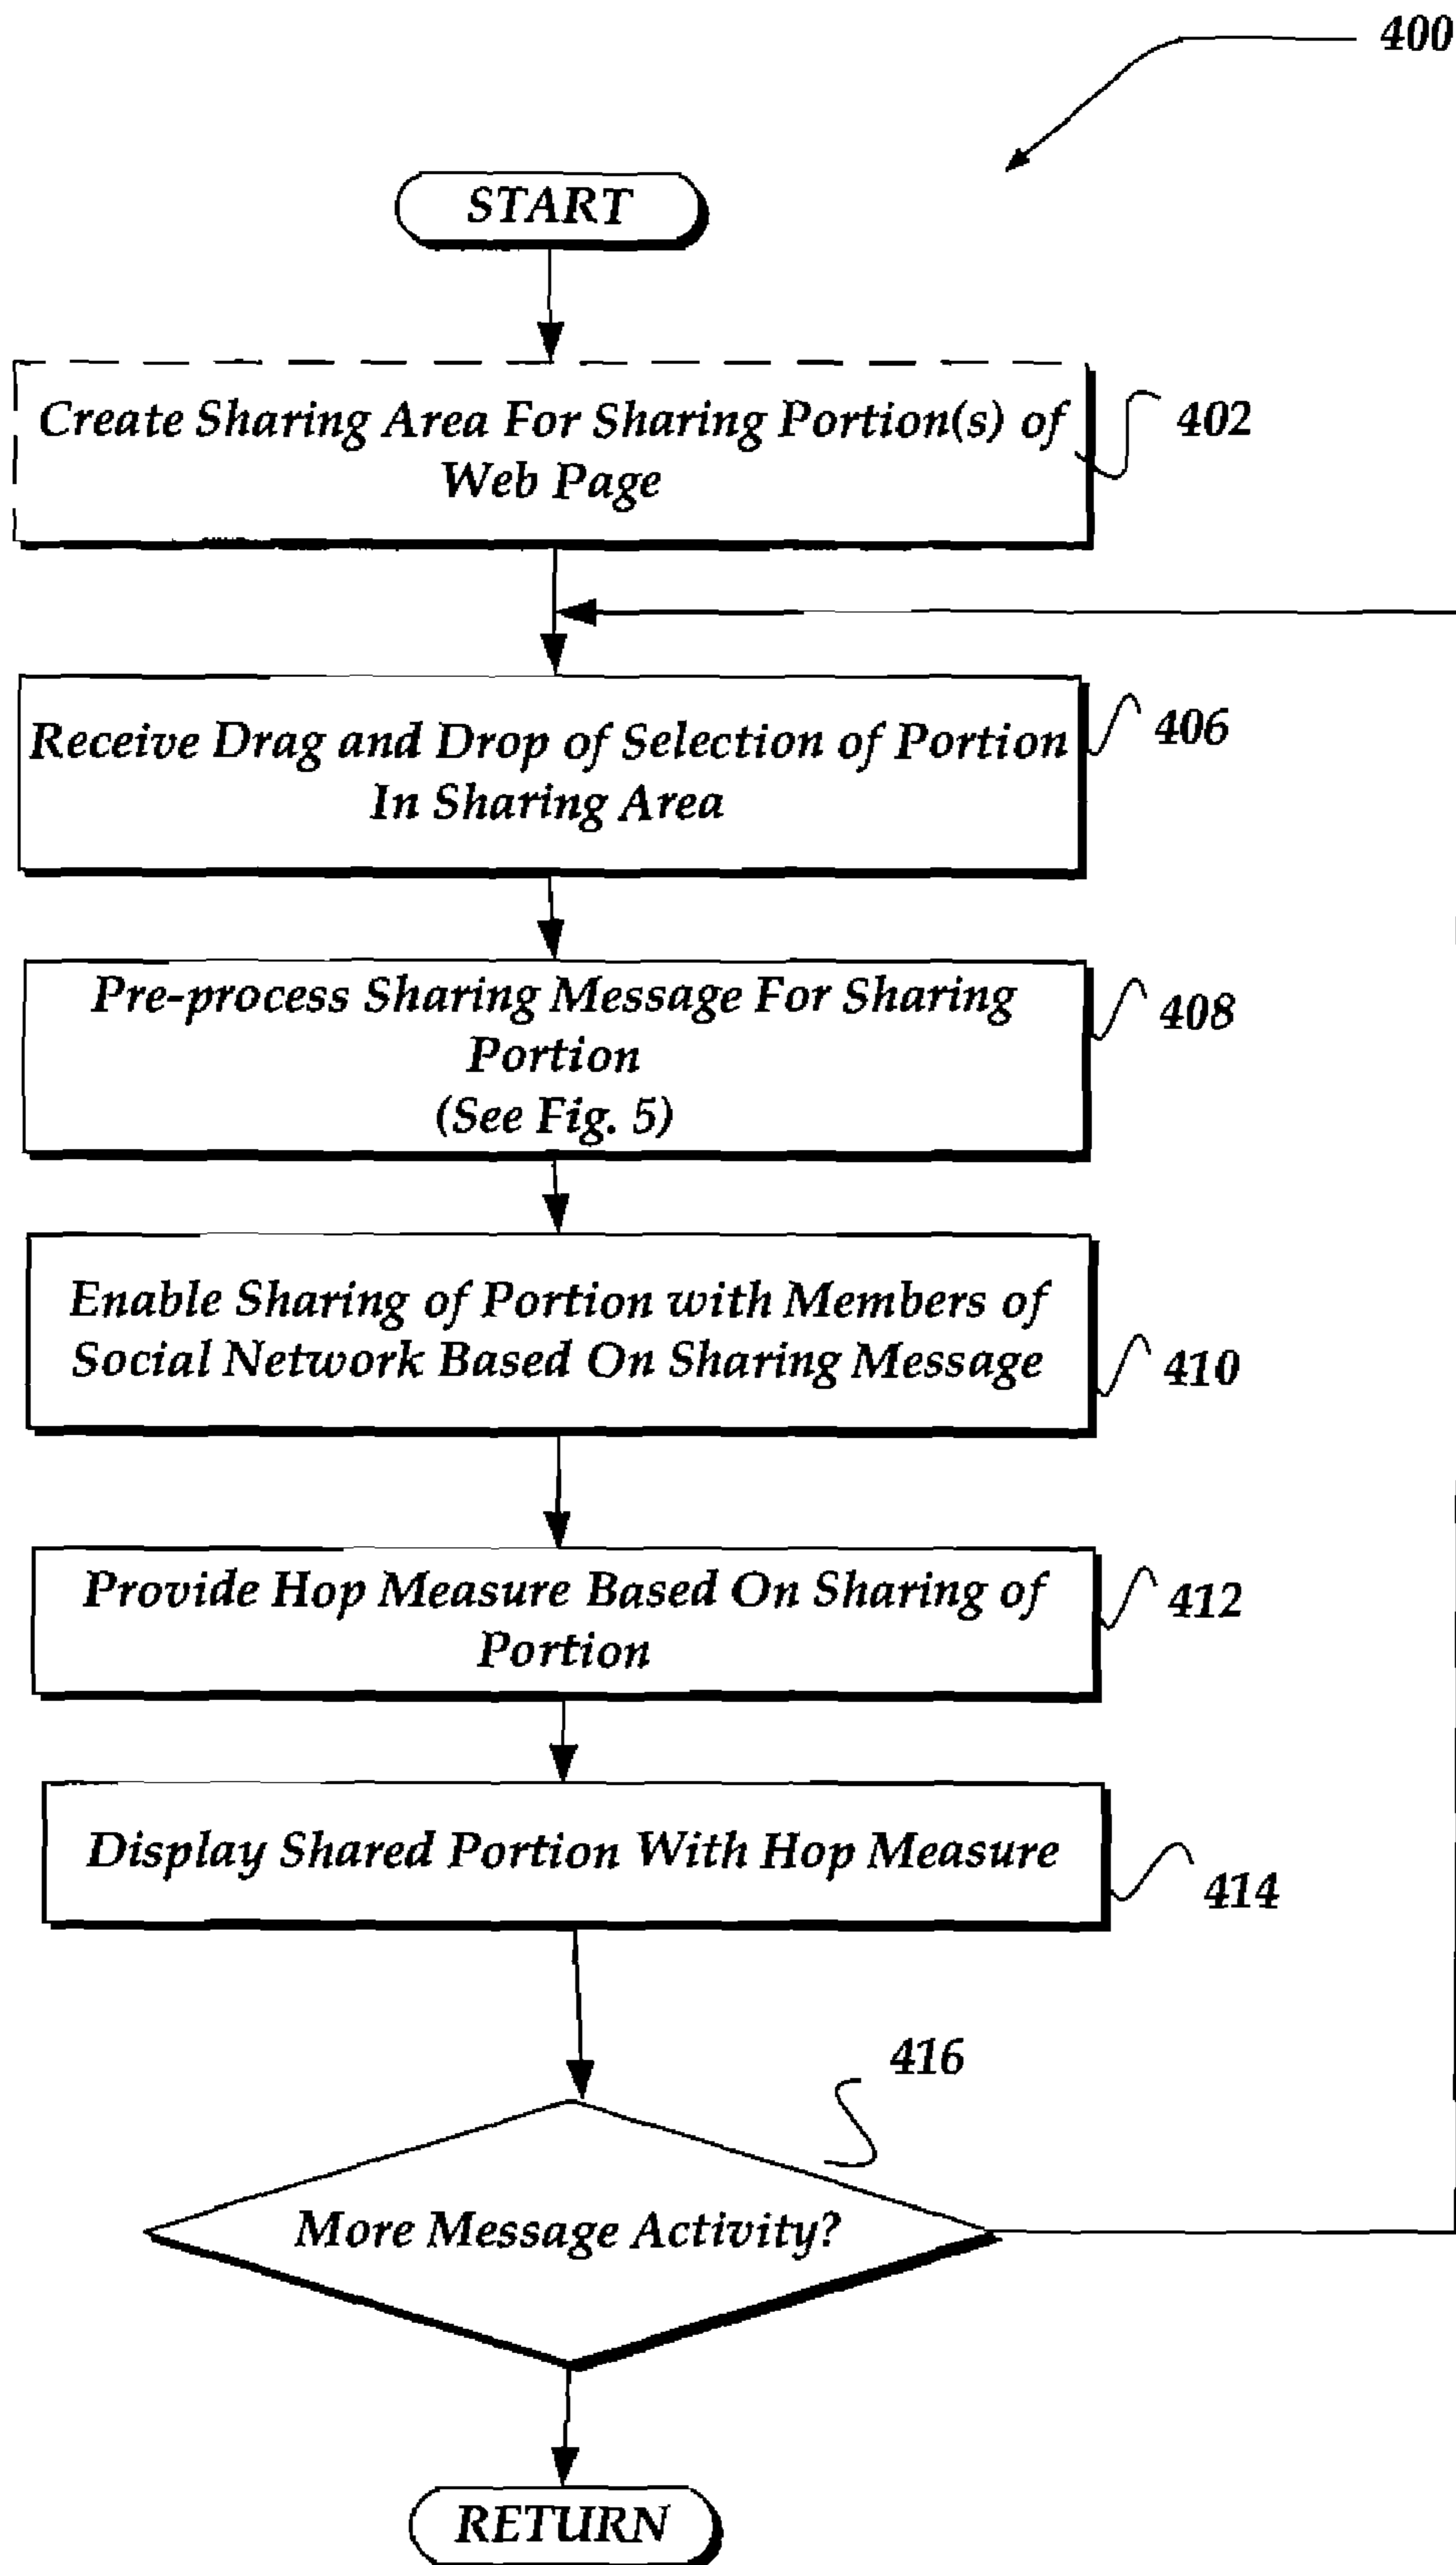 400
START
Create Sharing Area For Sharing Portion(s) of
Web Page
402
Receive Drag and Drop of Selection of Portion
In Sharing Area
406
Pre-process Sharing Message For Sharing
Portion
(See Fig. 5)
408
Enable Sharing of Portion with Members of
Social Network Based On Sharing Message
410
Provide Hop Measure Based On Sharing of
Portion
412
Display Shared Portion With Hop Measure
414
416
More Message Activity?
RETURN